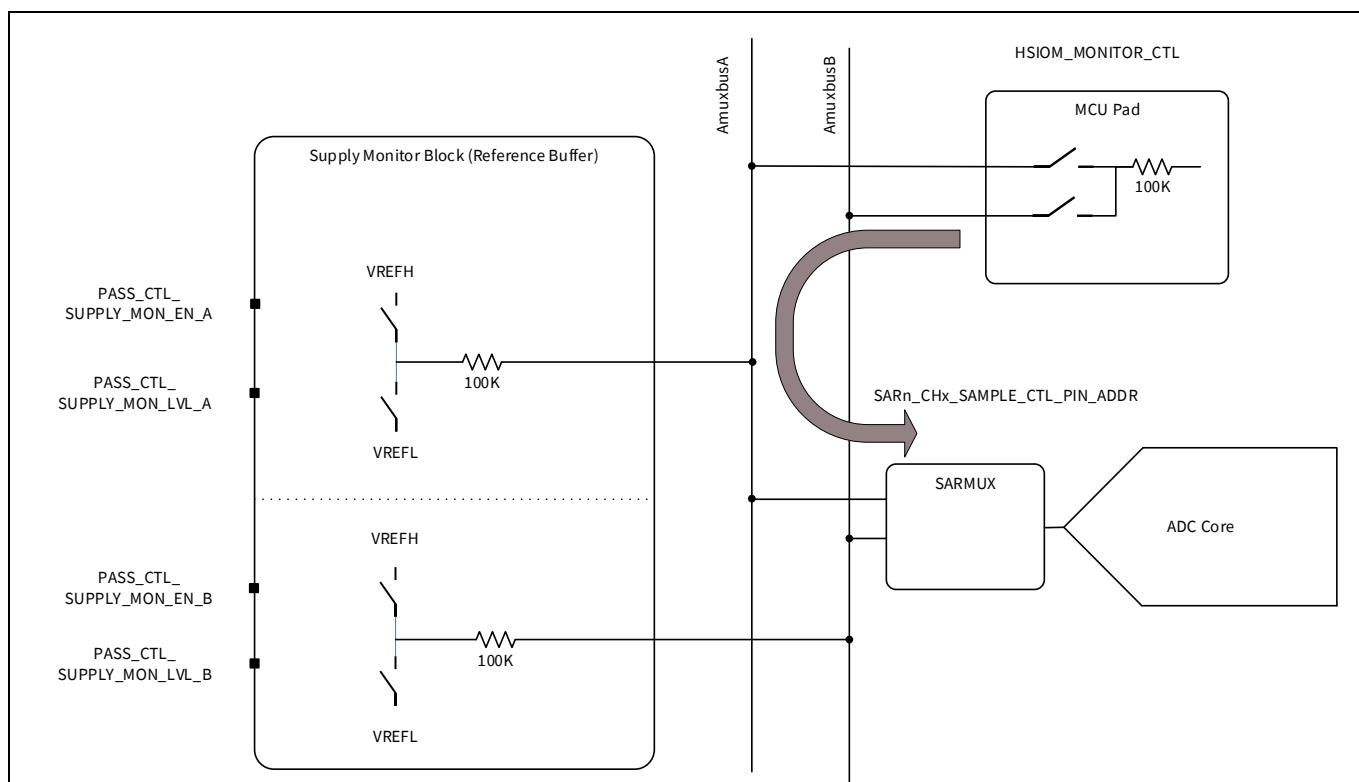 HSIOM_MONITOR_CTL
AmuxbusA
AmuxbusB
MCU Pad
100K
Supply Monitor Block (Reference Buffer)
VREFH
PASS_CTL_
SUPPLY_MON_EN_A
100K
PASS_CTL_
SUPPLY_MON_LVL_A
VREFL
SARn_CHx_SAMPLE_CTL_PIN_ADDR
SARMUX
ADC Core
VREFH
PASS_CTL_
SUPPLY_MON_EN_B
100K
PASS_CTL_
SUPPLY_MON_LVL_B
VREFL